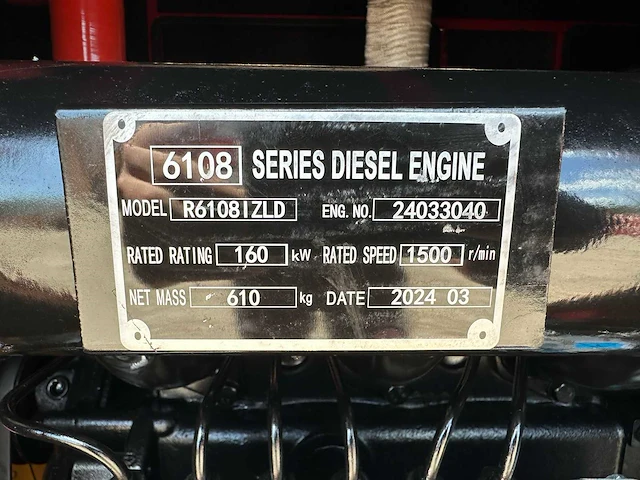 6108 SERIES DIESEL ENGINE
MODEL R6108IZLD ENG. NO. 24033040
RATED RATING 160 kW RATED SPEED 1500 r/min
NET MASS 610 kg DATE 2024 03